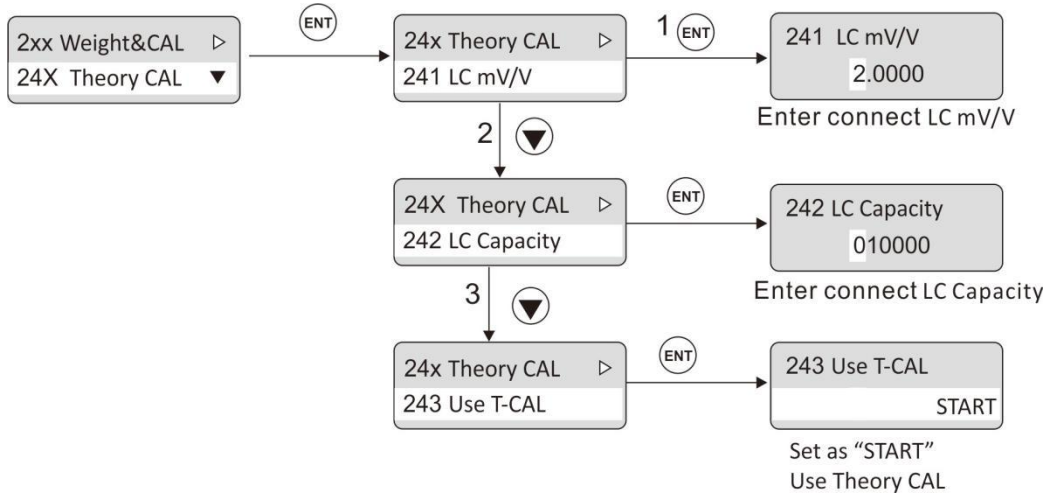 2xx Weight&CAL
24X Theory CAL
ENT
24x Theory CAL
241 LC mV/V
1 ENT
241 LC mV/V
2.0000
Enter connect LC mV/V
2
24X Theory CAL
242 LC Capacity
ENT
242 LC Capacity
010000
Enter connect LC Capacity
3
24x Theory CAL
243 Use T-CAL
ENT
243 Use T-CAL
START
Set as “START”
Use Theory CAL